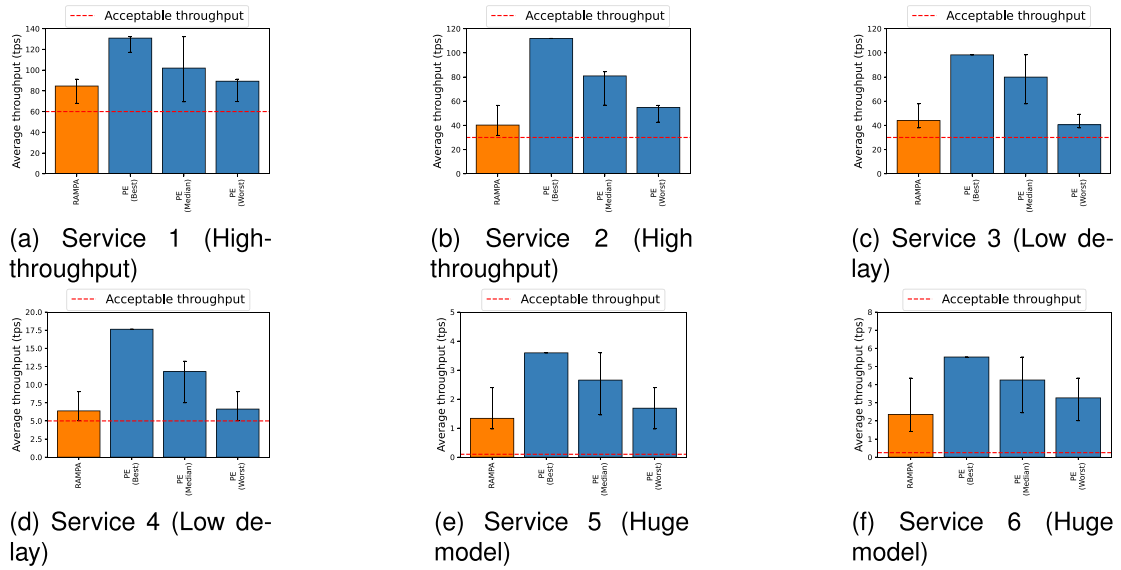 Acceptable throughput
Average throughput (tps)
140
120
100
80
60
40
20
0
RAMPA
PE
(Best)
PE
(Median)
PE
(Worst)
(a) Service 1 (High-
throughput)
Acceptable throughput
Average throughput (tps)
120
100
80
60
40
20
0
RAMPA
PE
(Best)
PE
(Median)
PE
(Worst)
(b) Service 2 (High
throughput)
Acceptable throughput
Average throughput (tps)
120
100
80
60
40
20
0
RAMPA
PE
(Best)
PE
(Median)
PE
(Worst)
(c) Service 3 (Low de-
lay)
Acceptable throughput
Average throughput (tps)
20.0
17.5
15.0
12.5
10.0
7.5
5.0
2.5
0.0
RAMPA
PE
(Best)
PE
(Median)
PE
(Worst)
(d) Service 4 (Low de-
lay)
Acceptable throughput
Average throughput (tps)
5
4
3
2
1
0
RAMPA
PE
(Best)
PE
(Median)
PE
(Worst)
(e) Service 5 (Huge
model)
Acceptable throughput
Average throughput (tps)
8
7
6
5
4
3
2
1
0
RAMPA
PE
(Best)
PE
(Median)
PE
(Worst)
(f) Service 6 (Huge
model)